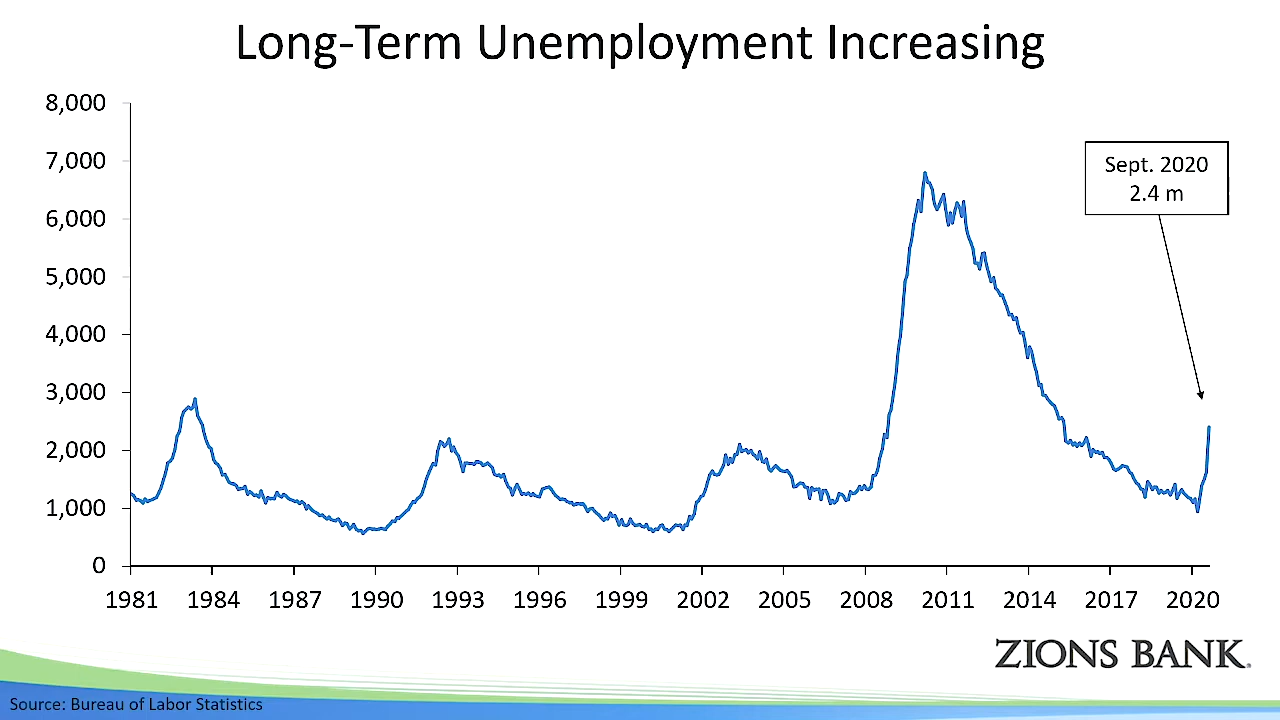 Long-Term Unemployment Increasing
8,000
7,000
6,000
5,000
4,000
3,000
2,000
1,000
0
Sept. 2020
2.4 m
1981 1984 1987 1990 1993 1996 1999 2002 2005 2008 2011 2014 2017 2020
ZIONS BANK®
Source: Bureau of Labor Statistics